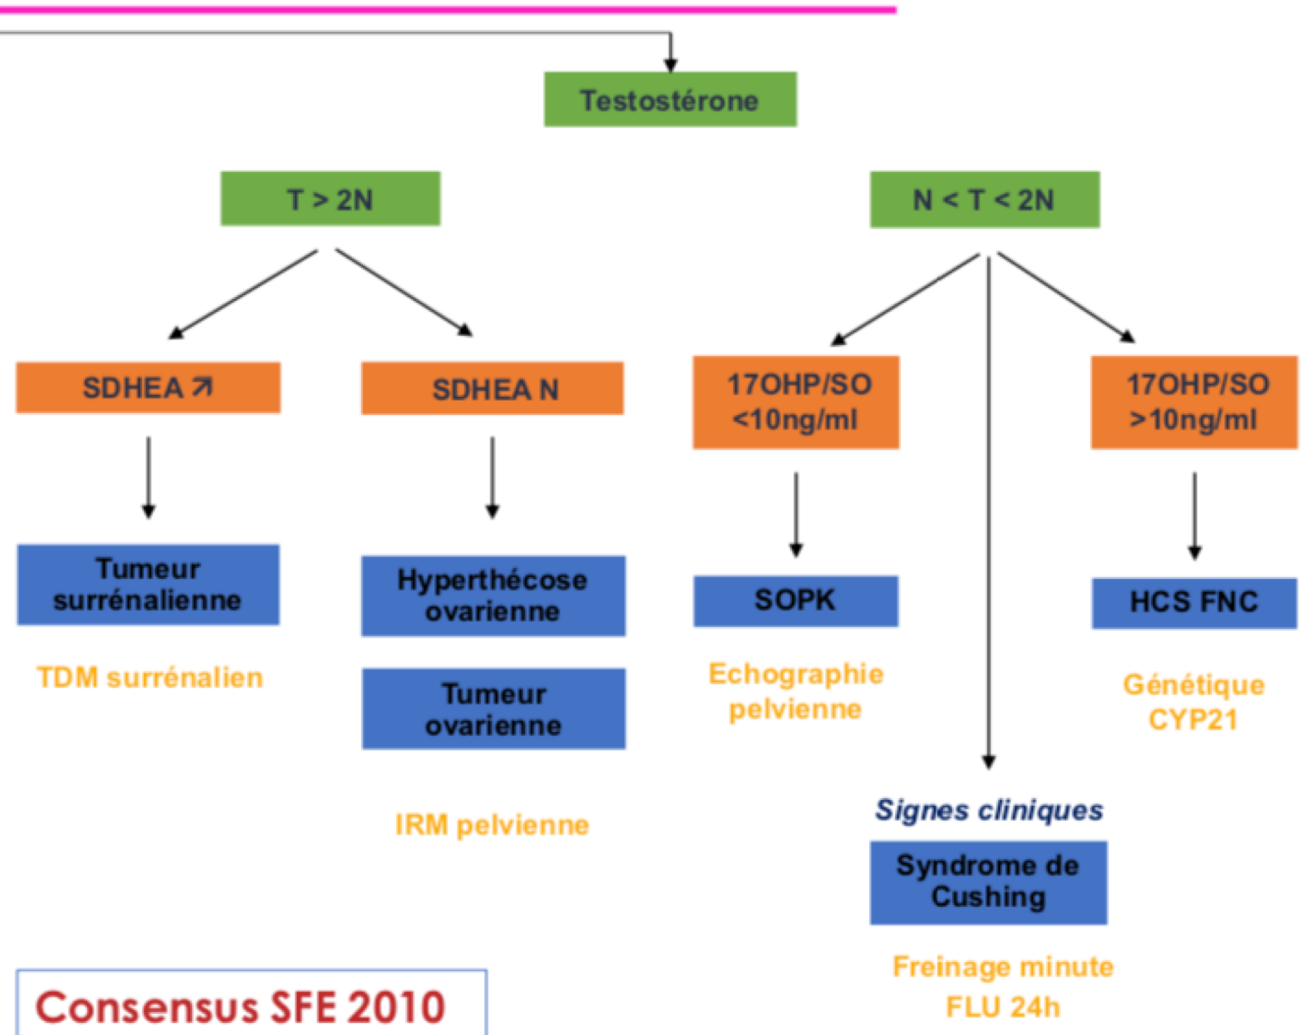 Testostérone
T > 2N
N < T < 2N
SDHEA ↗
SDHEA N
17OHP/SO
<10ng/ml
17OHP/SO
>10ng/ml
Tumeur
surrénalienne
Hyperthécose
ovarienne
SOPK
HCS FNC
TDM surrénalien
Tumeur
ovarienne
Echographie
pelvienne
Génétique
CYP21
IRM pelvienne
Signes cliniques
Syndrome de
Cushing
Freinage minute
FLU 24h
Consensus SFE 2010